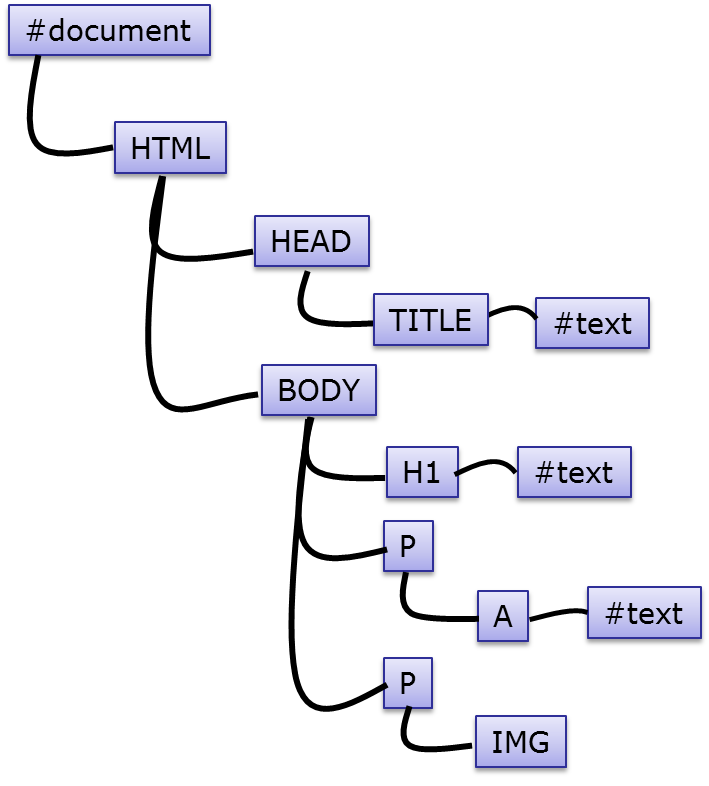 #document
HTML
HEAD
TITLE
#text
BODY
H1
#text
P
A
#text
P
IMG